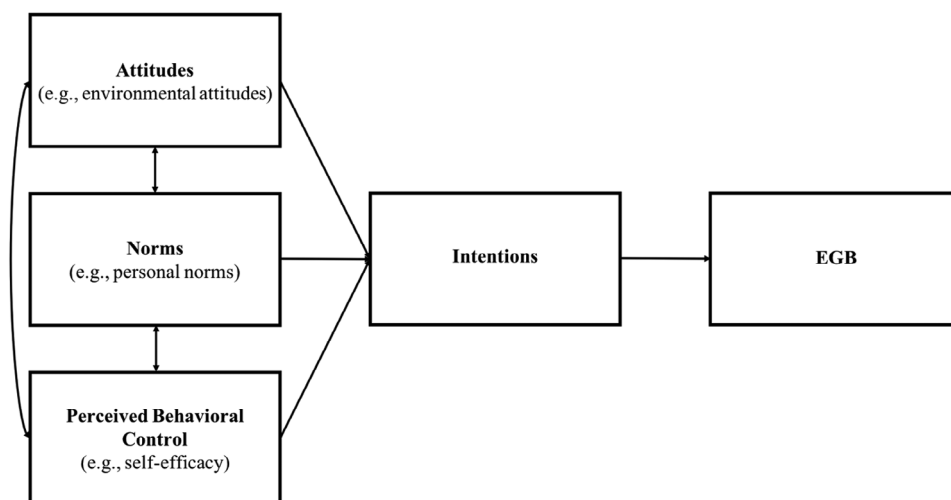 Attitudes
(e.g., environmental attitudes)
Norms
(e.g., personal norms)
Perceived Behavioral
Control
(e.g., self-efficacy)
Intentions
EGB